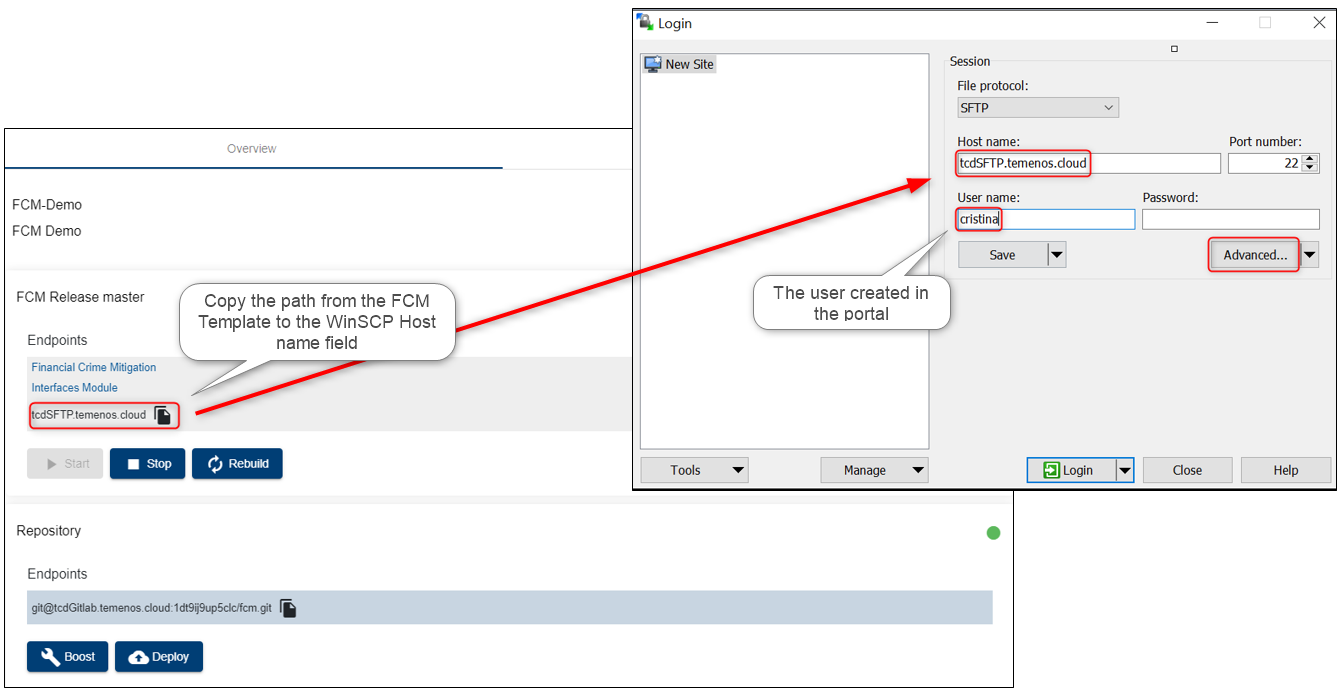 Overview
FCM-Demo
FCM Demo
FCM Release master
Endpoints
Financial Crime Mitigation
Interfaces Module
tcdSFTP.temenos.cloud
Start
Stop
Rebuild
Copy the path from the FCM
Template to the WinSCP Host
name field
Repository
Endpoints
git@tcdGitlab.temenos.cloud:1dt9ij9up5clc/fcm.git
Boost
Deploy
Login
New Site
Session
File protocol:
SFTP
Host name:
Port number:
tcdSFTP.temenos.cloud
22
User name:
Password:
cristina
Save
Advanced...
The user created in
the portal
Tools
Manage
Login
Close
Help